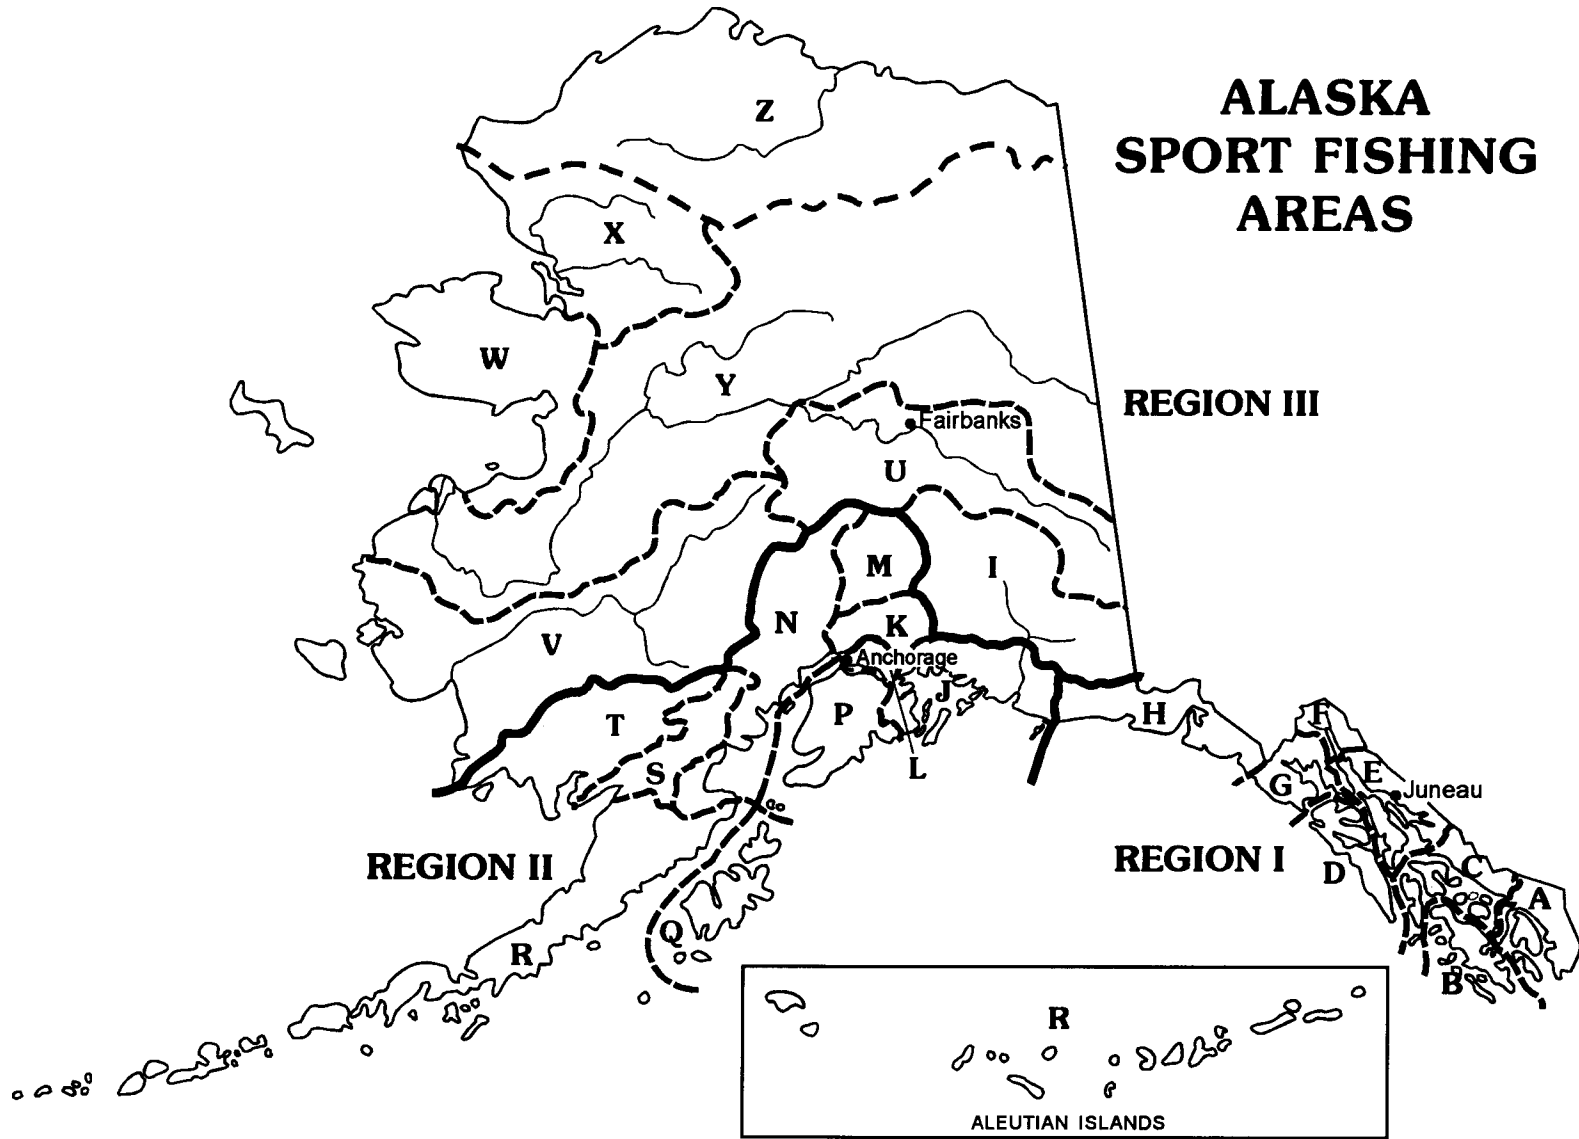 ALASKA
SPORT FISHING
AREAS
Z
X
W
Y
REGION III
Fairbanks
U
M
I
N
K
V
Anchorage
J
T
P
H
F
S
L
G
E
Juneau
REGION II
REGION I
D
C
A
Q
R
B
R
ALEUTIAN ISLANDS